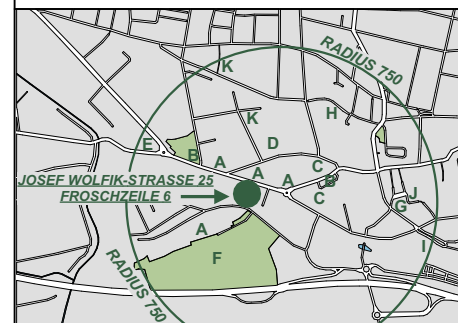 RADIUS 750
K
K
H
D
E
B
A
C
A
A
B
C
J
G
JOSEF WOLFIK-STRASSE 25
FROSCHZEILE 6
A
F
I
RADIUS 750